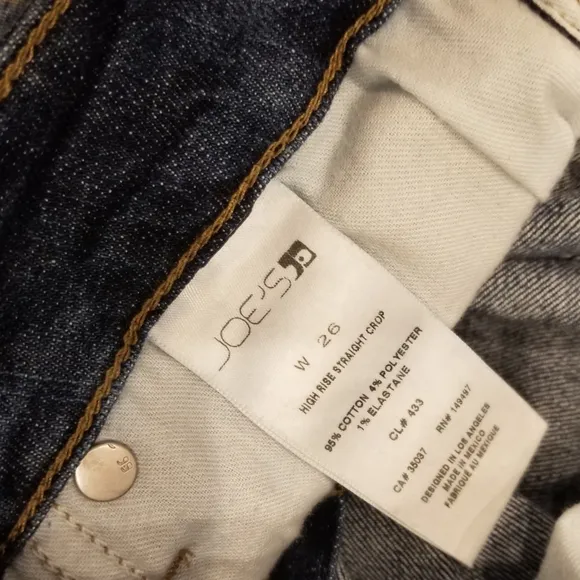 JOE'S
W 26
HIGH RISE STRAIGHT CROP
95% COTTON 4% POLYESTER
1% ELASTANE
CL# 433
CA# 35037 RN# 149497
DESIGNED IN LOS ANGELES
MADE IN MEXICO
FABRIQUÉ AU MEXIQUE